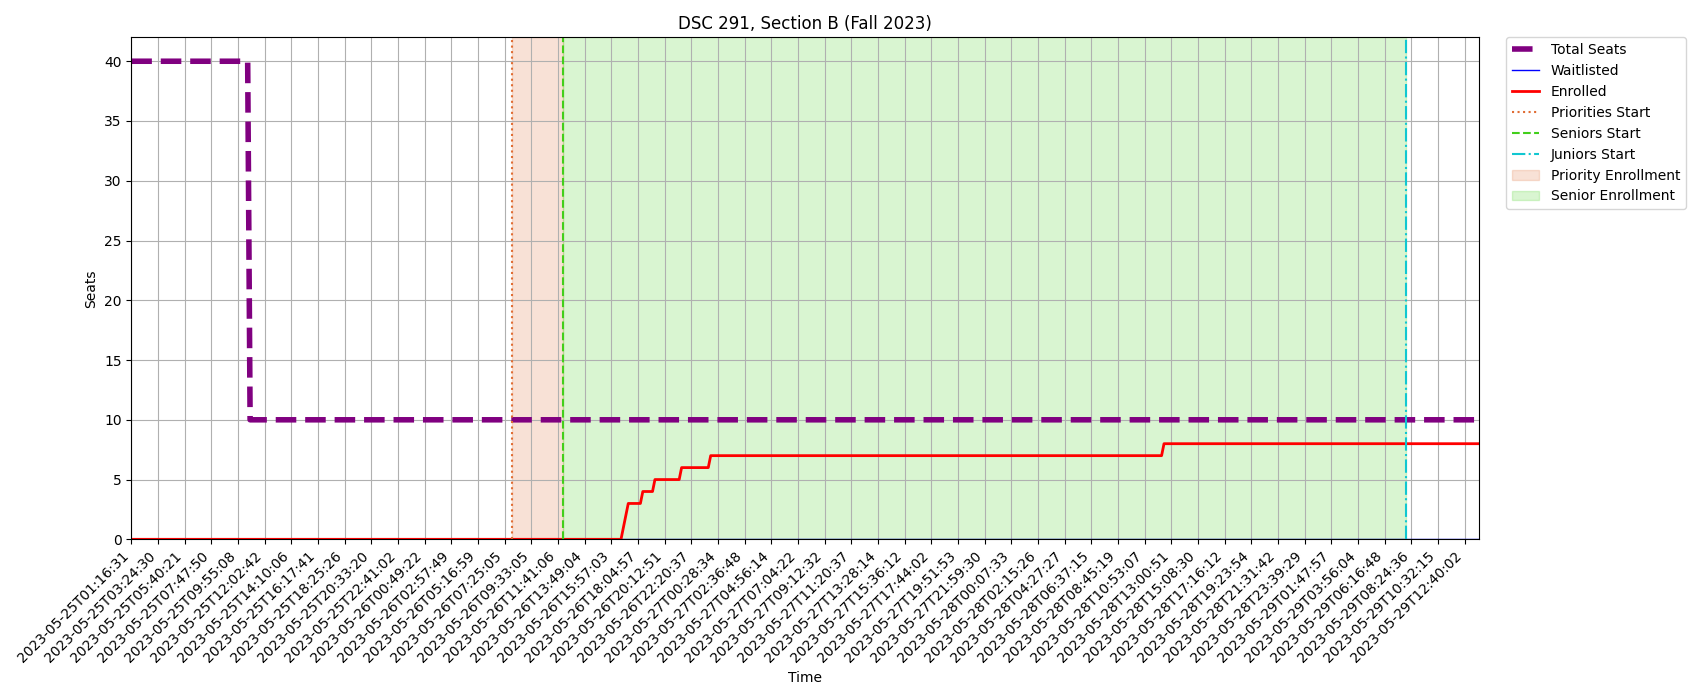 DSC 291, Section B (Fall 2023)
Total Seats
Waitlisted
Enrolled
Priorities Start
Seniors Start
Juniors Start
Priority Enrollment
Senior Enrollment
Seats
40
35
30
25
20
15
10
5
0
2023-05-25T01:16:31
2023-05-25T03:24:30
2023-05-25T05:40:21
2023-05-25T07:47:50
2023-05-25T09:55:08
2023-05-25T12:02:42
2023-05-25T14:10:06
2023-05-25T16:17:41
2023-05-25T18:25:26
2023-05-25T20:33:20
2023-05-25T22:41:02
2023-05-26T00:49:22
2023-05-26T02:57:49
2023-05-26T05:16:59
2023-05-26T07:25:05
2023-05-26T09:33:05
2023-05-26T11:41:06
2023-05-26T13:49:04
2023-05-26T15:57:03
2023-05-26T18:04:57
2023-05-26T20:12:51
2023-05-26T22:20:37
2023-05-27T00:28:34
2023-05-27T02:36:48
2023-05-27T04:56:14
2023-05-27T07:04:22
2023-05-27T09:12:32
2023-05-27T11:20:37
2023-05-27T13:28:14
2023-05-27T15:36:12
2023-05-27T17:44:02
2023-05-27T19:51:53
2023-05-27T21:59:30
2023-05-28T00:07:33
2023-05-28T02:15:26
2023-05-28T04:27:27
2023-05-28T06:37:15
2023-05-28T08:45:19
2023-05-28T10:53:07
2023-05-28T13:00:51
2023-05-28T15:08:30
2023-05-28T17:16:12
2023-05-28T19:23:54
2023-05-28T21:31:42
2023-05-28T23:39:29
2023-05-29T01:47:57
2023-05-29T03:56:04
2023-05-29T06:16:48
2023-05-29T08:24:36
2023-05-29T10:32:15
2023-05-29T12:40:02
Time